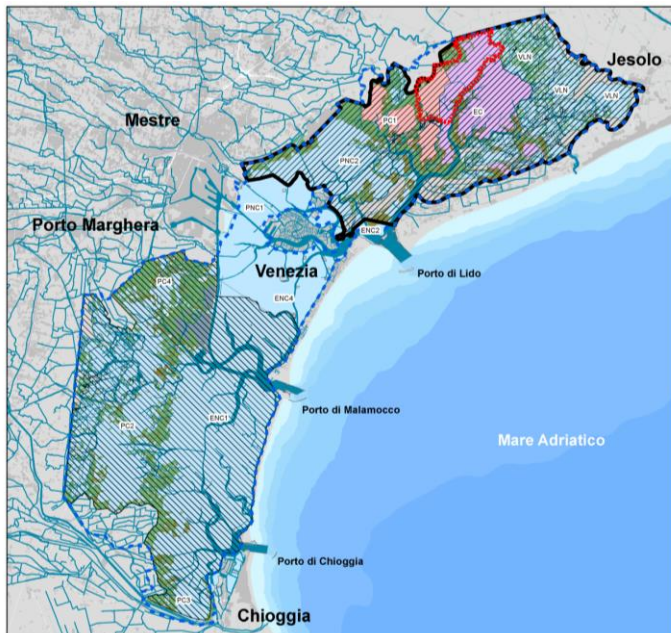 Jesolo
VLN
VLN
VLN
Mestre
PC1
EC
PNC2
PNC1
Porto Marghera
ENC2
Venezia
Porto di Lido
PC4
ENC4
Porto di Malamocco
ENC1
PC2
Mare Adriatico
Porto di Chioggia
PC3
Chioggia